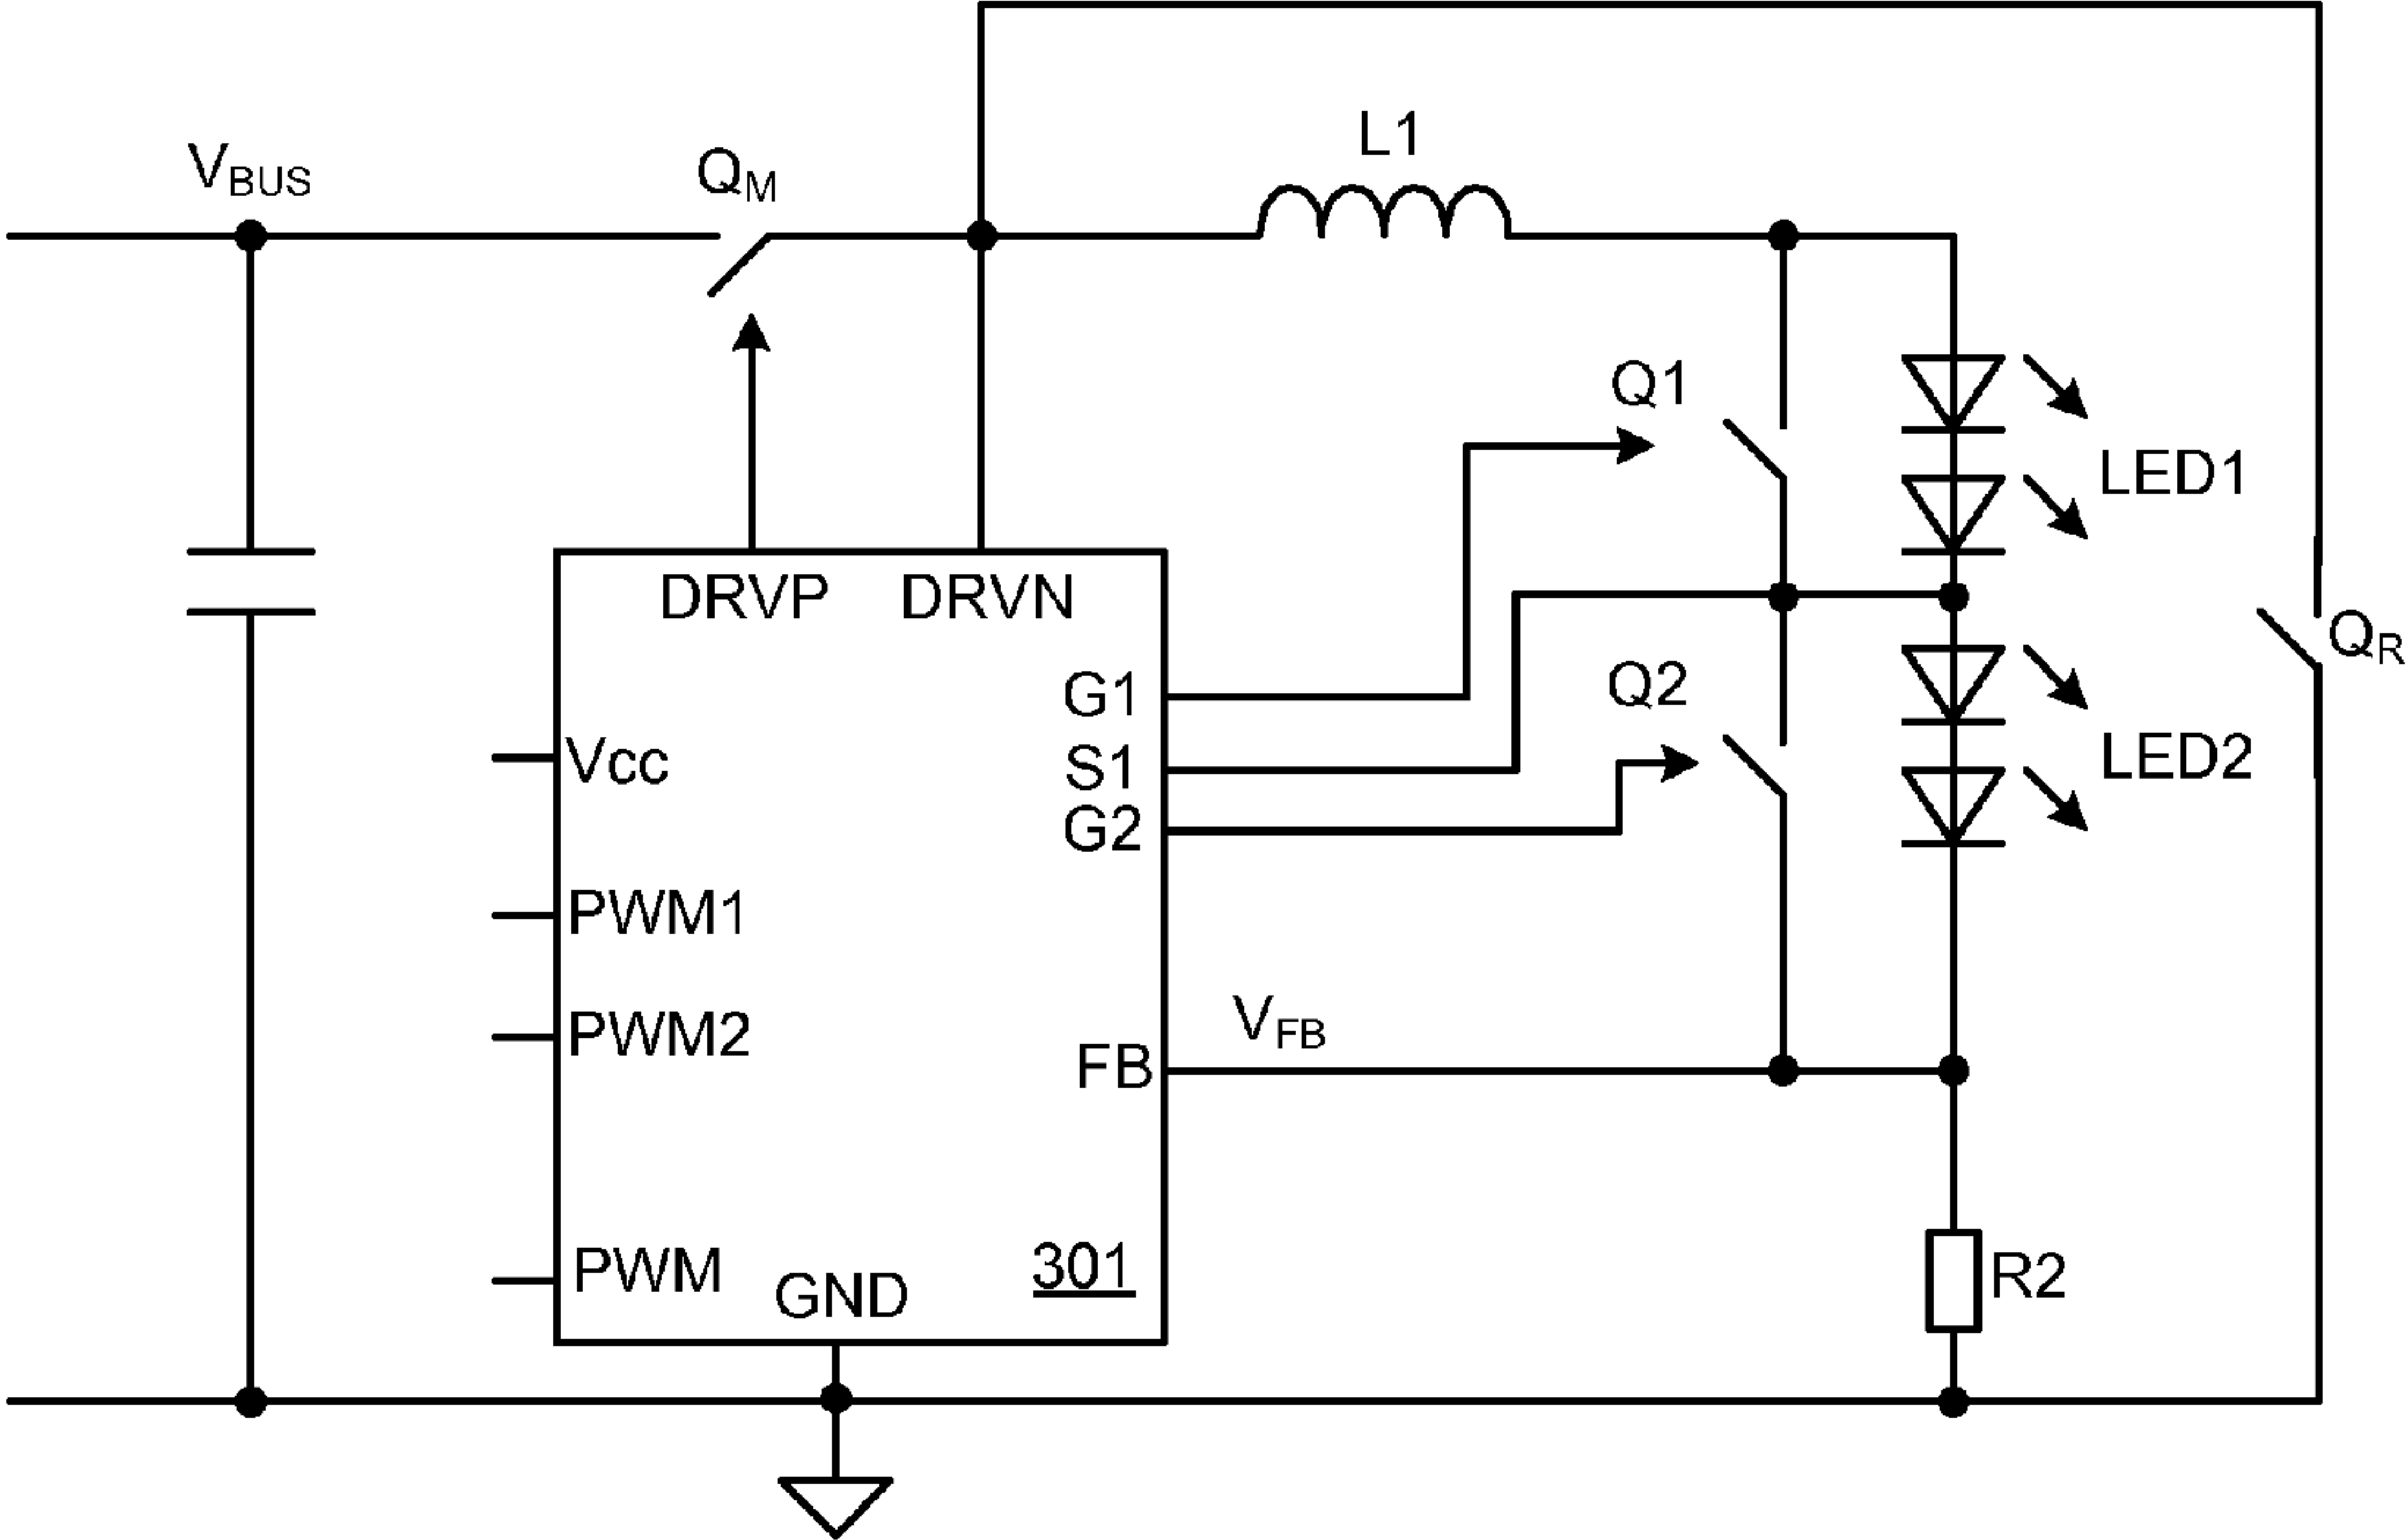 L1
VBUS
QM
Q1
LED1
DRVP DRVN
QR
G1
Q2
Vcc
S1
LED2
G2
PWM1
VFB
PWM2
FB
PWM
GND
301
R2